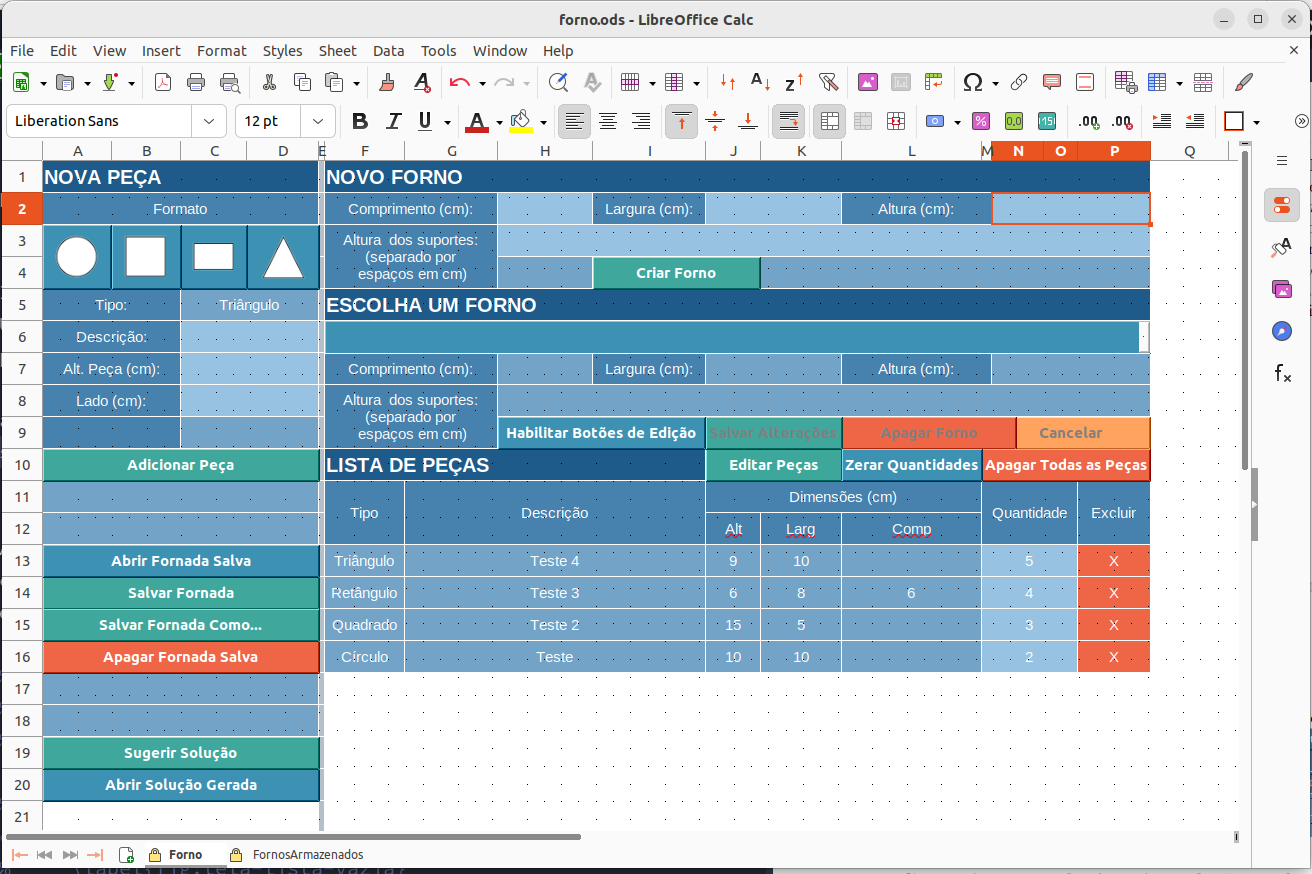 forno.ods - LibreOffice Calc
File Edit View Insert Format Styles Sheet Data Tools Window Help
Liberation Sans 12 pt
A B C D E F G H I J K L M N O P Q
1 NOVA PEÇA NOVO FORNO
2 Formato Comprimento (cm): Largura (cm): Altura (cm):
3 Altura dos suportes:
(separado por
4 espaços em cm) Criar Forno
5 Tipo: Triângulo ESCOLHA UM FORNO
6 Descrição:
7 Alt. Peça (cm): Comprimento (cm): Largura (cm): Altura (cm):
8 Lado (cm): Altura dos suportes:
(separado por
9 espaços em cm) Habilitar Botões de Edição Salvar Alterações Apagar Forno Cancelar
10 Adicionar Peça LISTA DE PEÇAS Editar Peças Zerar Quantidades Apagar Todas as Peças
11 Dimensões (cm)
Tipo Descrição Quantidade Excluir
12 Alt Larg Comp
13 Abrir Fornada Salva Triângulo Teste 4 9 10 5 X
14 Salvar Fornada Retângulo Teste 3 6 8 6 4 X
15 Salvar Fornada Como... Quadrado Teste 2 15 5 3 X
16 Apagar Fornada Salva Círculo Teste 10 10 2 X
17
18
19 Sugerir Solução
20 Abrir Solução Gerada
21
Forno FornosArmazenados